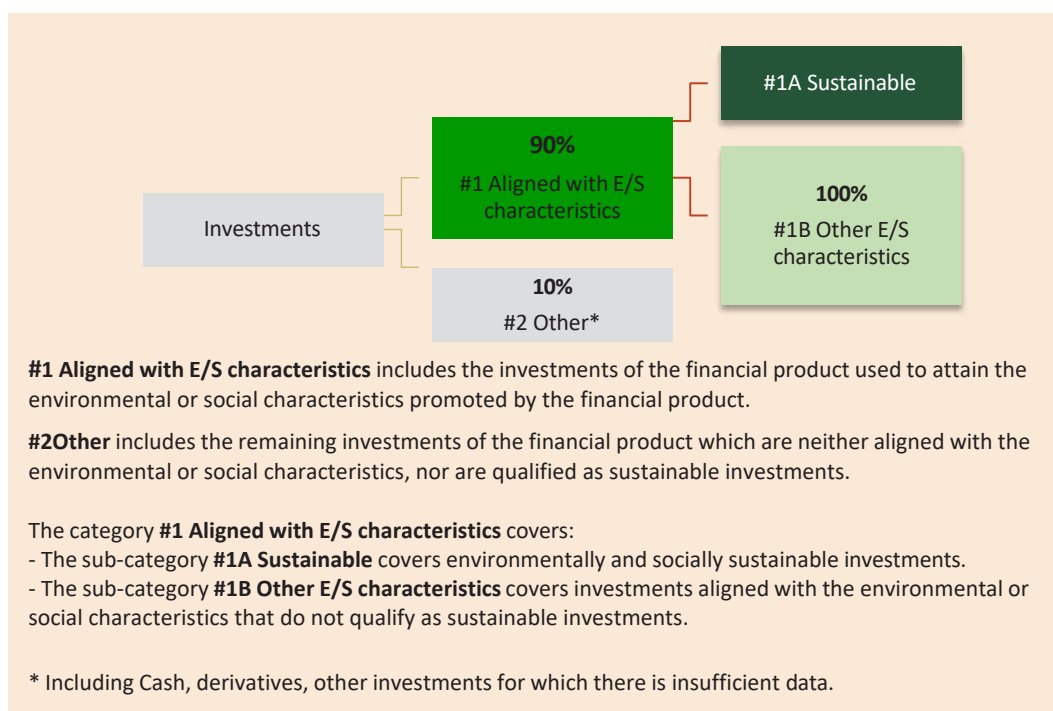 #1A Sustainable
90%
#1 Aligned with E/S
characteristics
100%
#1B Other E/S
characteristics
Investments
10%
#2 Other*
#1 Aligned with E/S characteristics includes the investments of the financial product used to attain the
environmental or social characteristics promoted by the financial product.
#2Other includes the remaining investments of the financial product which are neither aligned with the
environmental or social characteristics, nor are qualified as sustainable investments.
The category #1 Aligned with E/S characteristics covers:
- The sub-category #1A Sustainable covers environmentally and socially sustainable investments.
- The sub-category #1B Other E/S characteristics covers investments aligned with the environmental or
social characteristics that do not qualify as sustainable investments.
* Including Cash, derivatives, other investments for which there is insufficient data.